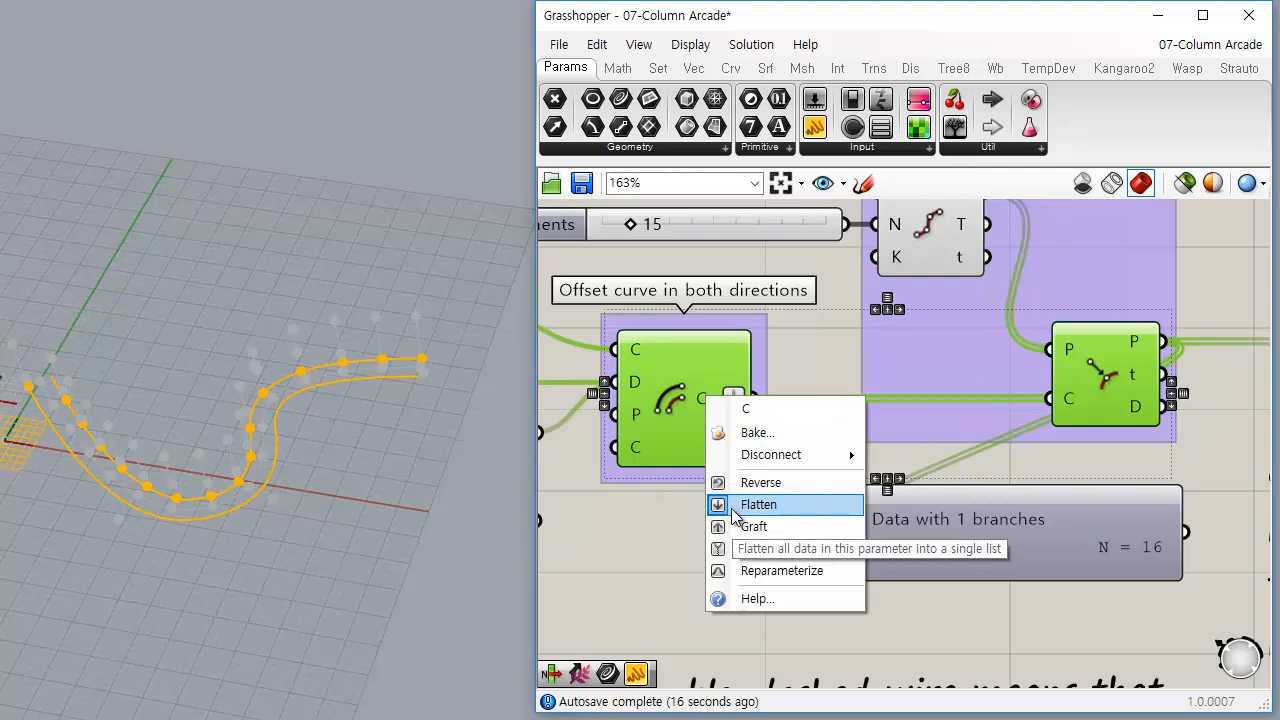 Grasshopper - 07-Column Arcade*
File Edit View Display Solution Help 07-Column Arcade
Params Math Set Vec Crv Srf Msh Int Trns Dis Tree8 Wb TempDev Kangaroo2 Wasp Struto
Geometry Primitive Input Util
163%
ents 15 N T
K t
Offset curve in both directions
C P P
D t
P C C D
C
C
Bake...
Disconnect
Reverse
Flatten
Graft
Flatten all data in this parameter into a single list
Reparameterize
Help...
Data with 1 branches
N = 16
Autosave complete (16 seconds ago) 1.0.0007